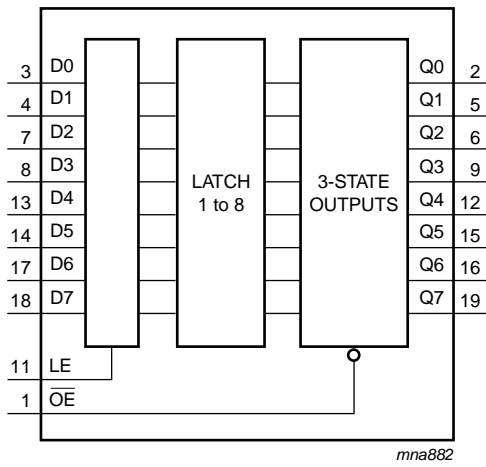 3 D0 Q0 2
4 D1 Q1 5
7 D2 Q2 6
8 D3 Q3 9
13 D4 LATCH 3-STATE Q4 12
1 to 8 OUTPUTS
14 D5 Q5 15
17 D6 Q6 16
18 D7 Q7 19
11 LE
1 O̅E̅
mna882